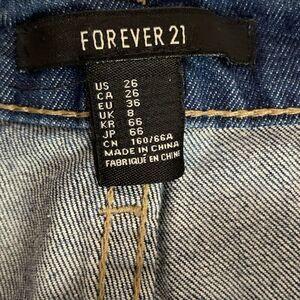 FOREVER 21
US 26
CA 26
EU 36
UK 8
KR 66
JP 66
CN 160/66A
MADE IN CHINA
FABRIQUÉ EN CHINE